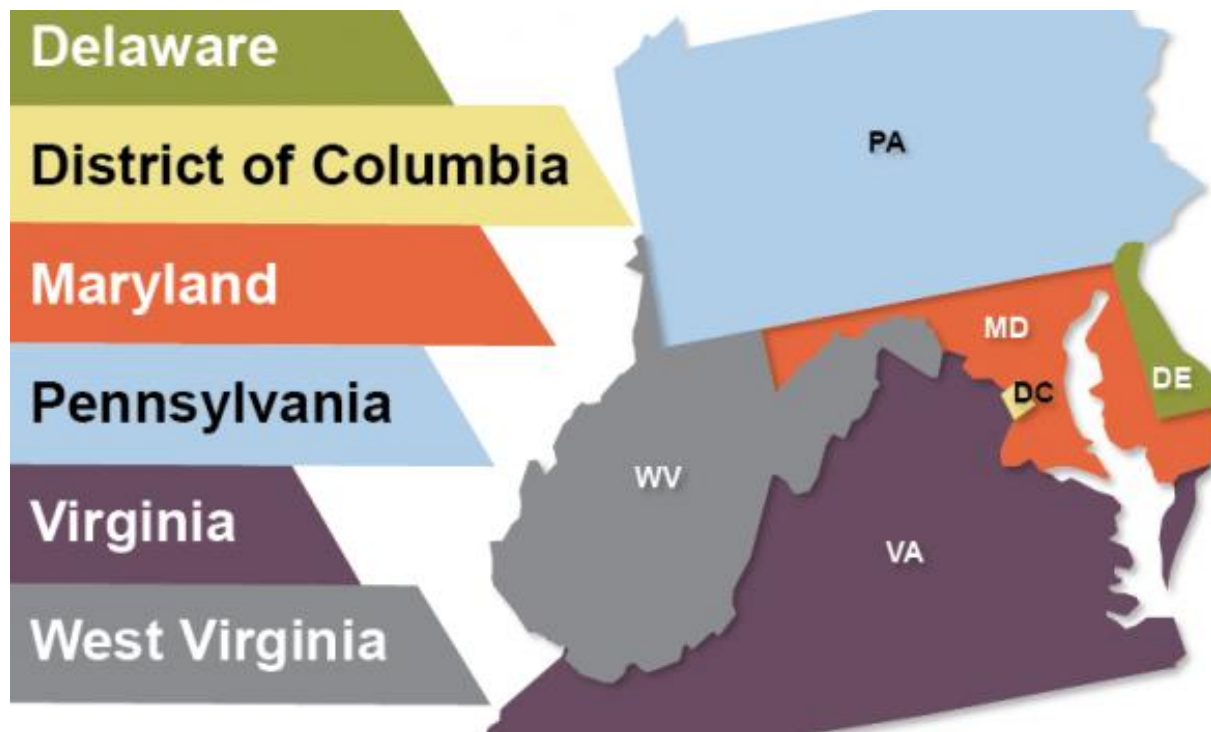 Delaware
District of Columbia
Maryland
Pennsylvania
Virginia
West Virginia
PA
MD
DC
DE
WV
VA